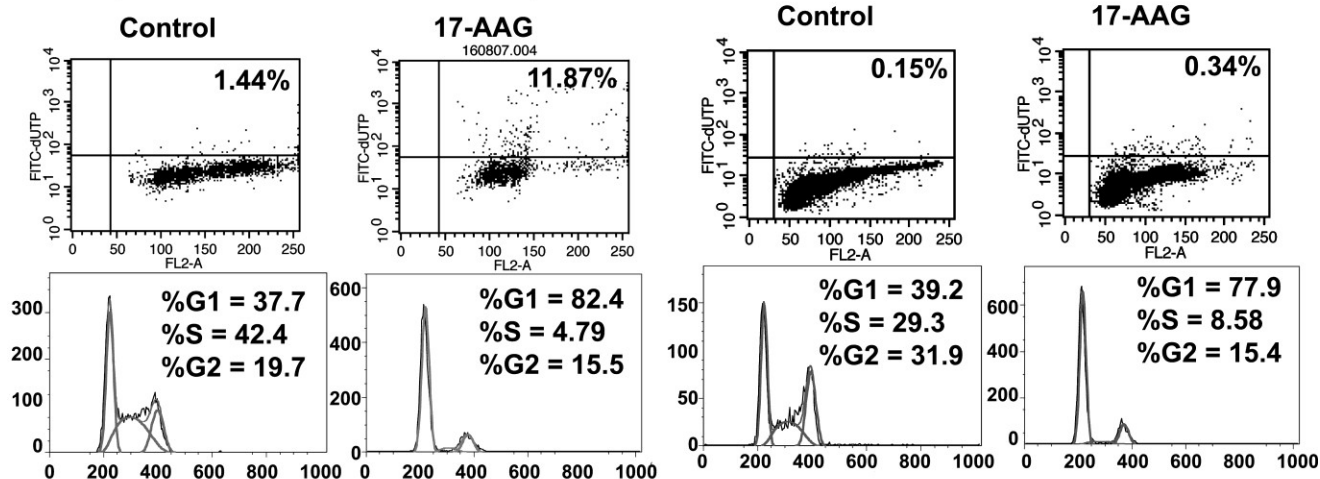 Control
17-AAG
Control
17-AAG
160807.004
10^4
10^3
10^2
10^1
10^0
FITC-dUTP
1.44%
0 50 100 150 200 250
FL2-A
10^4
10^3
10^2
10^1
10^0
FITC-dUTP
11.87%
0 50 100 150 200 250
FL2-A
10^4
10^3
10^2
10^1
10^0
FITC-dUTP
0.15%
0 50 100 150 200 250
FL2-A
10^4
10^3
10^2
10^1
10^0
FITC-dUTP
0.34%
0 50 100 150 200 250
FL2-A
300
200
100
0
%G1 = 37.7
%S = 42.4
%G2 = 19.7
0 200 400 600 800 1000
600
400
200
0
%G1 = 82.4
%S = 4.79
%G2 = 15.5
0 200 400 600 800 1000
150
100
50
0
%G1 = 39.2
%S = 29.3
%G2 = 31.9
0 200 400 600 800 1000
600
400
200
0
%G1 = 77.9
%S = 8.58
%G2 = 15.4
0 200 400 600 800 1000